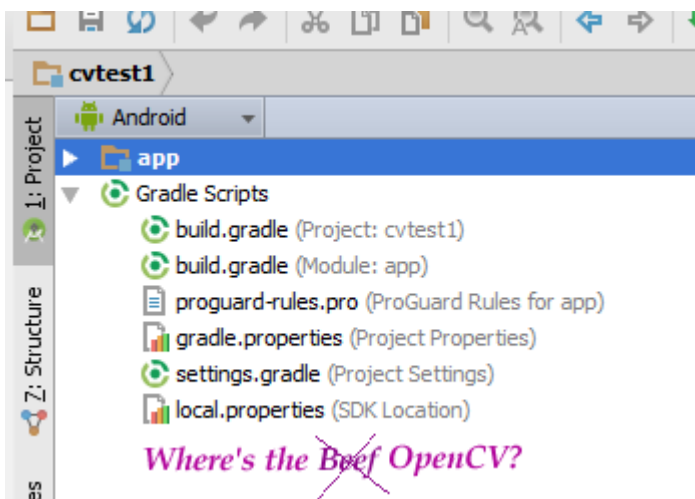 cvtest1
Android
1: Project
app
Gradle Scripts
build.gradle (Project: cvtest1)
build.gradle (Module: app)
proguard-rules.pro (ProGuard Rules for app)
gradle.properties (Project Properties)
7: Structure
settings.gradle (Project Settings)
local.properties (SDK Location)
Where's the Beef OpenCV?